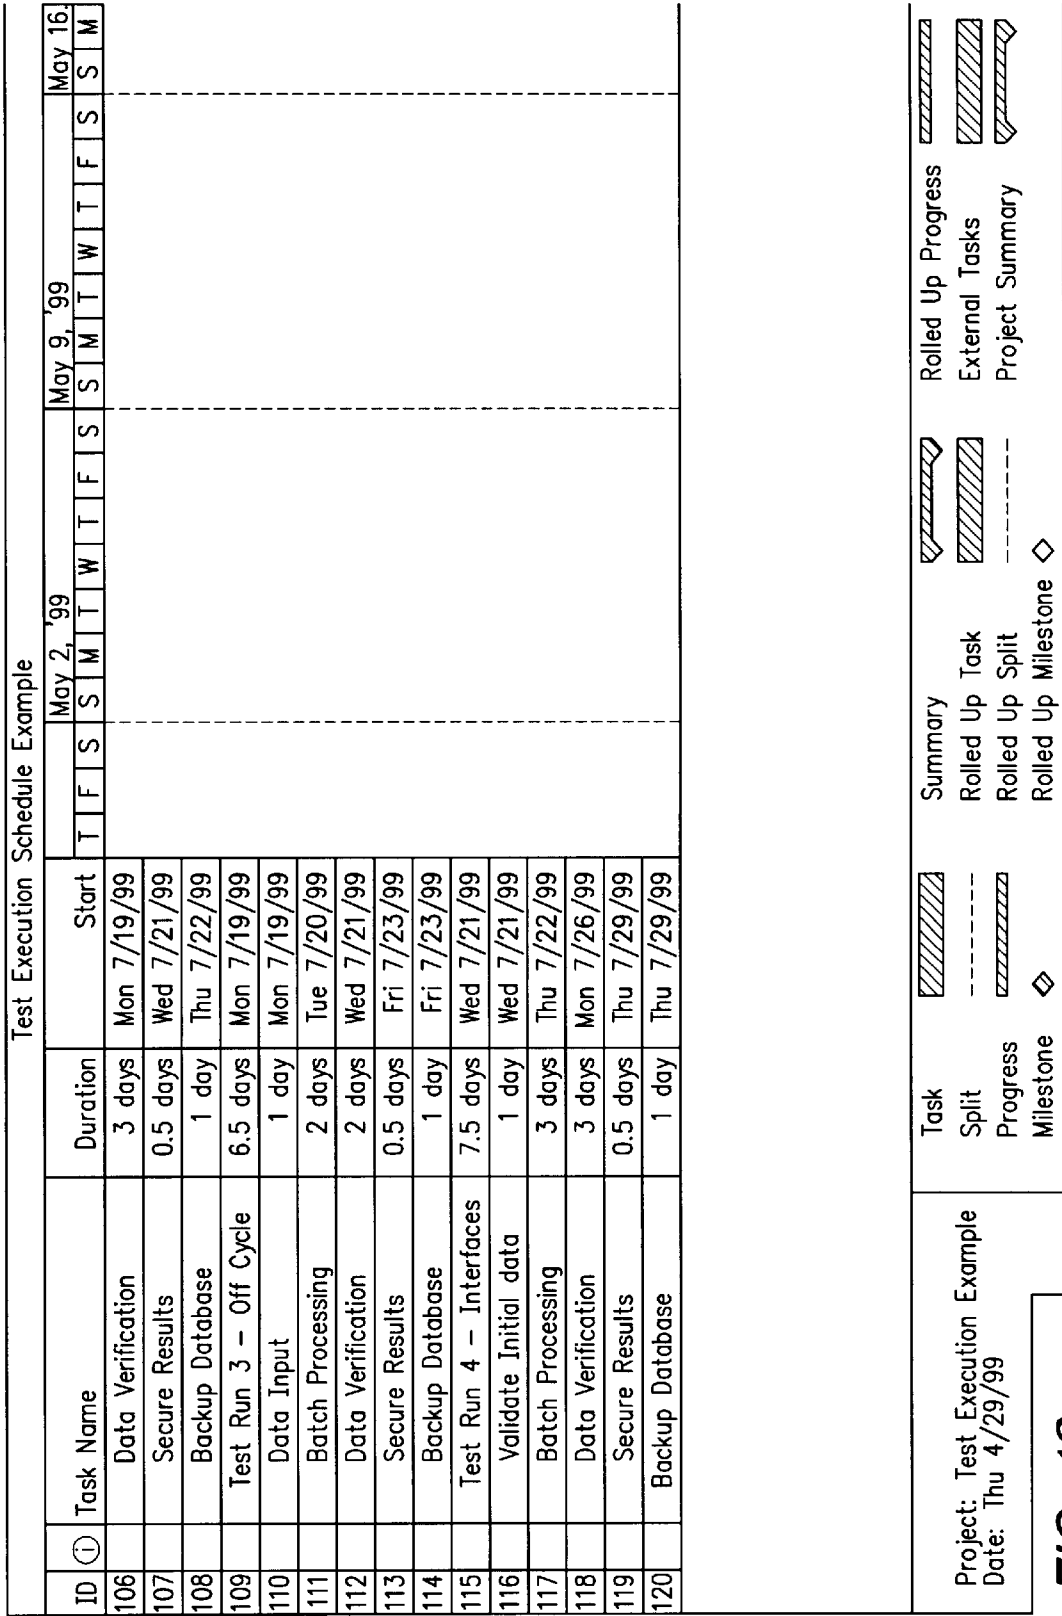 Test Execution Schedule Example
May 2, '99 May 9, '99 May 16,
ID i Task Name Duration Start T F S S M T W T F S S M T W T F S S M
106 Data Verification 3 days Mon 7/19/99
107 Secure Results 0.5 days Wed 7/21/99
108 Backup Database 1 day Thu 7/22/99
109 Test Run 3 – Off Cycle 6.5 days Mon 7/19/99
110 Data Input 1 day Mon 7/19/99
111 Batch Processing 2 days Tue 7/20/99
112 Data Verification 2 days Wed 7/21/99
113 Secure Results 0.5 days Fri 7/23/99
114 Backup Database 1 day Fri 7/23/99
115 Test Run 4 – Interfaces 7.5 days Wed 7/21/99
116 Validate Initial data 1 day Wed 7/21/99
117 Batch Processing 3 days Thu 7/22/99
118 Data Verification 3 days Mon 7/26/99
119 Secure Results 0.5 days Thu 7/29/99
120 Backup Database 1 day Thu 7/29/99
Project: Test Execution Example
Date: Thu 4/29/99
Task
Split
Progress
Milestone
Summary
Rolled Up Task
Rolled Up Split
Rolled Up Milestone
Rolled Up Progress
External Tasks
Project Summary